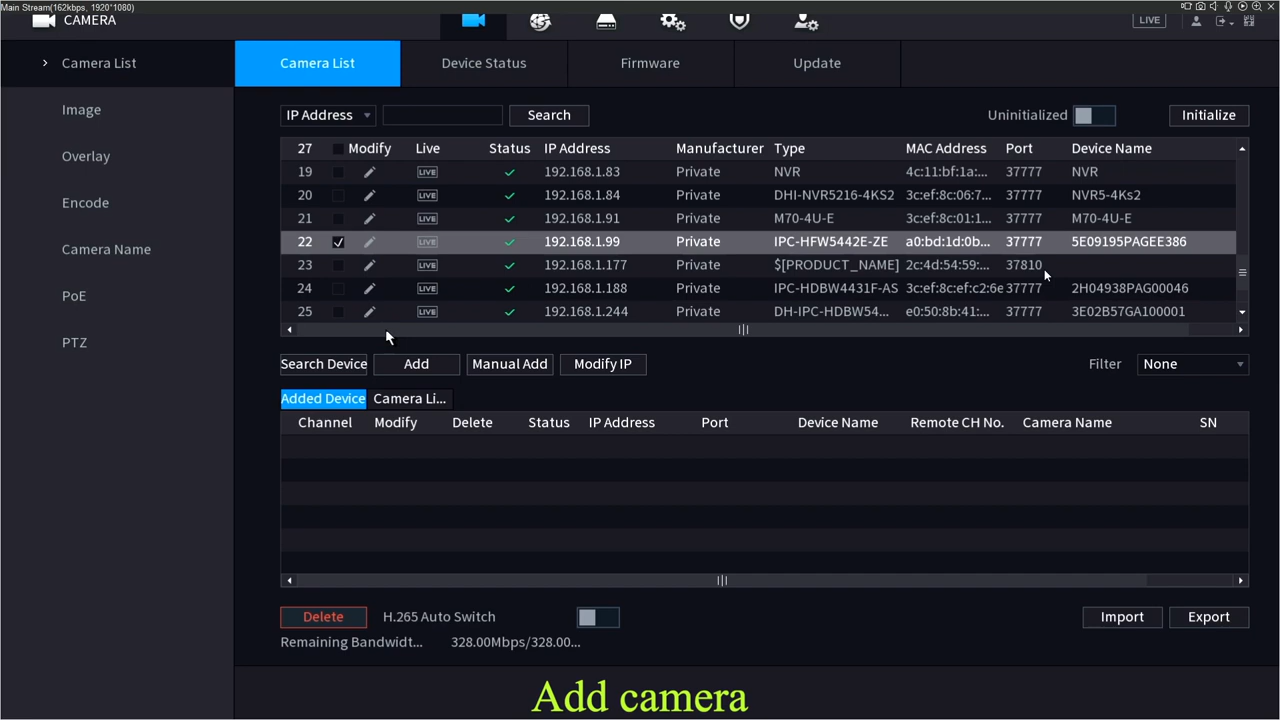 Main Stream(162kbps, 1920*1080)
CAMERA
LIVE
Camera List
Image
Overlay
Encode
Camera Name
PoE
PTZ
Camera List Device Status Firmware Update
IP Address Search Uninitialized Initialize
27 Modify Live Status IP Address Manufacturer Type MAC Address Port Device Name
19 LIVE 192.168.1.83 Private NVR 4c:11:bf:1a:... 37777 NVR
20 LIVE 192.168.1.84 Private DHI-NVR5216-4KS2 3c:ef:8c:06:7... 37777 NVR5-4Ks2
21 LIVE 192.168.1.91 Private M70-4U-E 3c:ef:8c:01:1... 37777 M70-4U-E
22 LIVE 192.168.1.99 Private IPC-HFW5442E-ZE a0:bd:1d:0b... 37777 5E09195PAGEE386
23 LIVE 192.168.1.177 Private $[PRODUCT_NAME] 2c:4d:54:59:... 37810
24 LIVE 192.168.1.188 Private IPC-HDBW4431F-AS 3c:ef:8c:ef:c2:6e 37777 2H04938PAG00046
25 LIVE 192.168.1.244 Private DH-IPC-HDBW54... e0:50:8b:41:... 37777 3E02B57GA100001
Search Device Add Manual Add Modify IP Filter None
Added Device Camera Li...
Channel Modify Delete Status IP Address Port Device Name Remote CH No. Camera Name SN
Delete H.265 Auto Switch Import Export
Remaining Bandwidt... 328.00Mbps/328.00...
Add camera